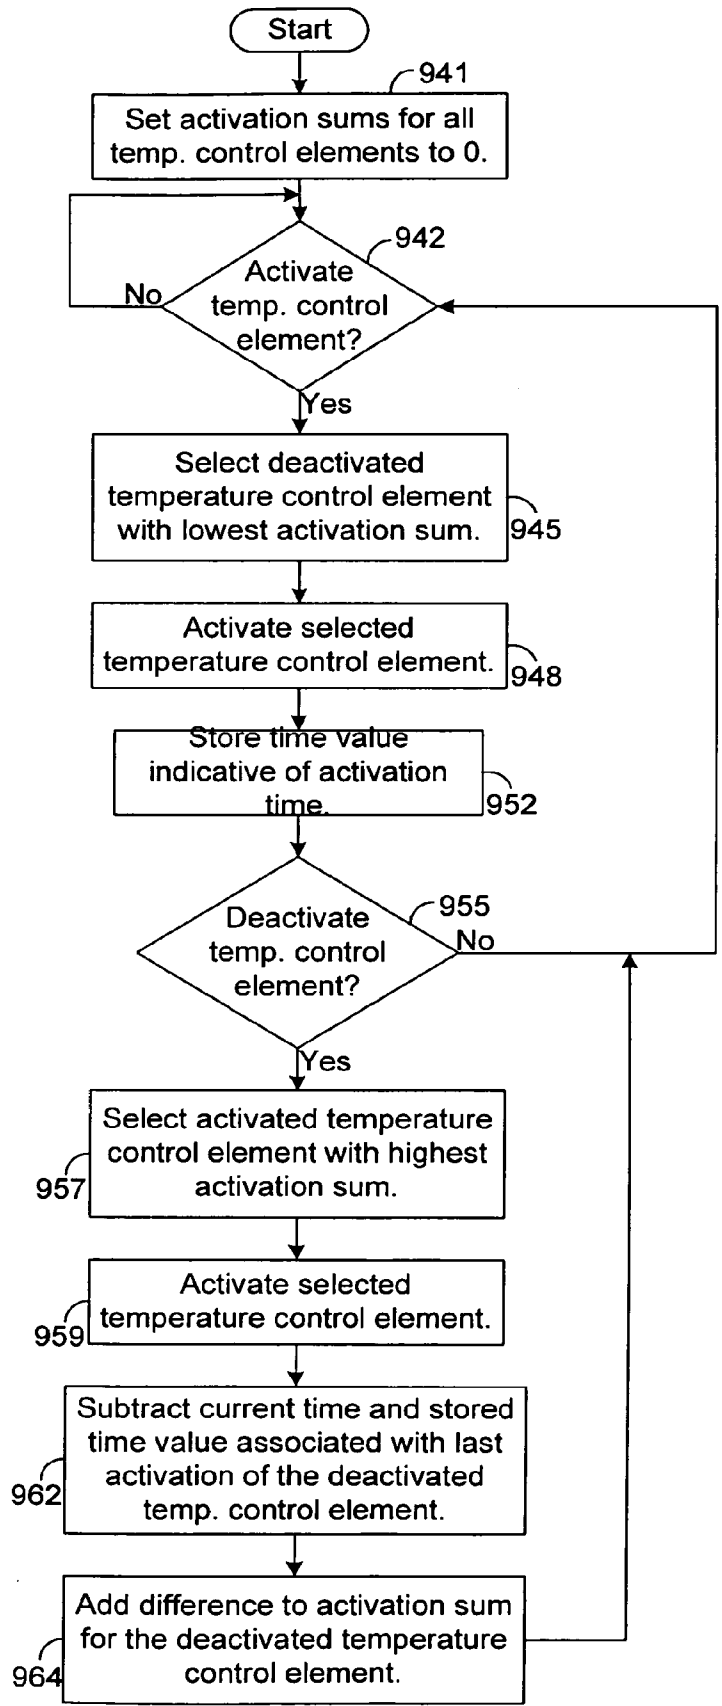 Start
941
Set activation sums for all
temp. control elements to 0.
942
Activate
temp. control
element?
No
Yes
Select deactivated
temperature control element
with lowest activation sum.
945
Activate selected
temperature control element.
948
Store time value
indicative of activation
time.
952
955
Deactivate
temp. control
element?
No
Yes
Select activated temperature
control element with highest
activation sum.
957
Activate selected
temperature control element.
959
Subtract current time and stored
time value associated with last
activation of the deactivated
temp. control element.
962
Add difference to activation sum
for the deactivated temperature
control element.
964